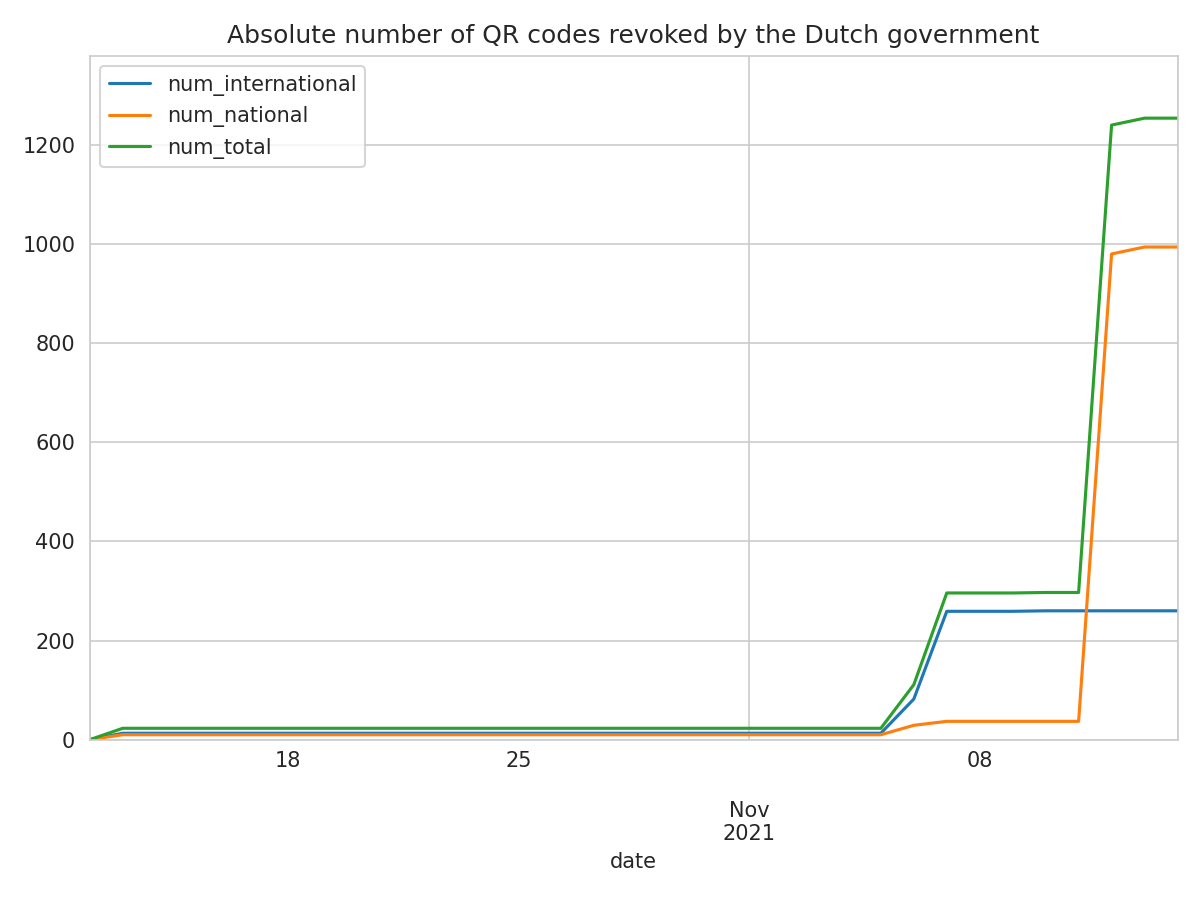 Absolute number of QR codes revoked by the Dutch government
num_international
num_national
num_total
1200
1000
800
600
400
200
0
18
25
08
Nov
2021
date